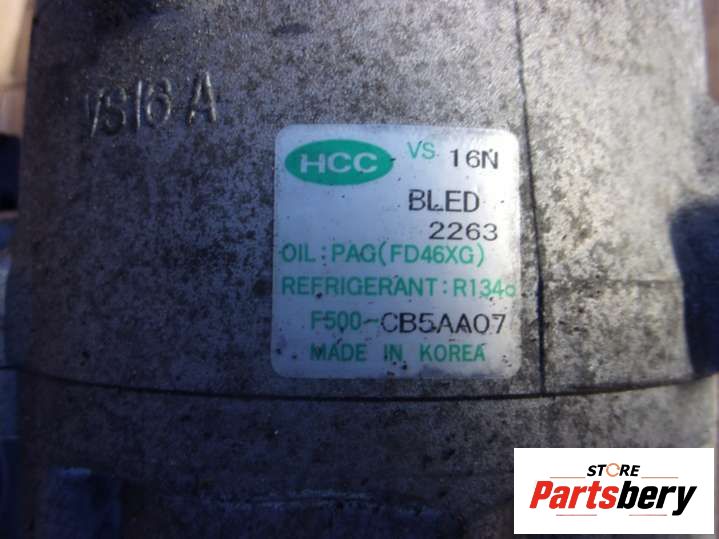 VS16 A
HCC VS 16N
BLED
2263
OIL:PAG(FD46XG)
REFRIGERANT:R134a
F500-CB5AA07
MADE IN KOREA
STORE
Partsbery